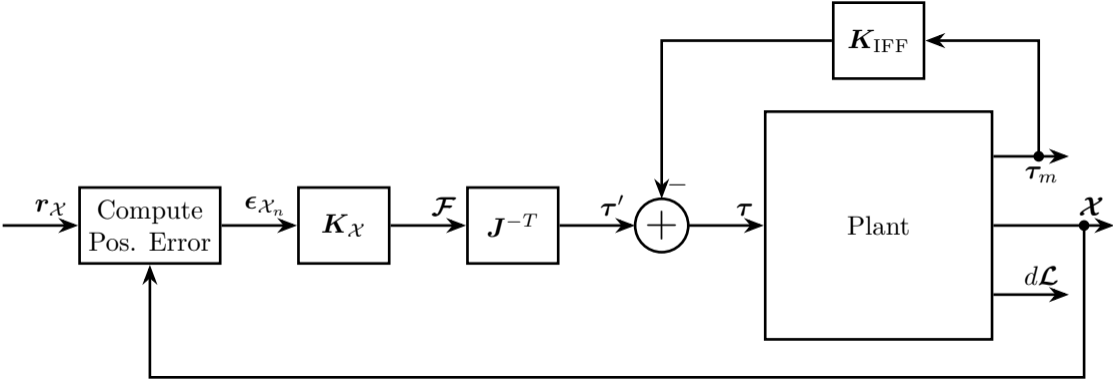 K_IFF
τ_m
r_𝒳
Compute
Pos. Error
ϵ_𝒳_n
K_𝒳
ℱ
J^{-T}
τ′
−
+
τ
Plant
𝒳
dℒ